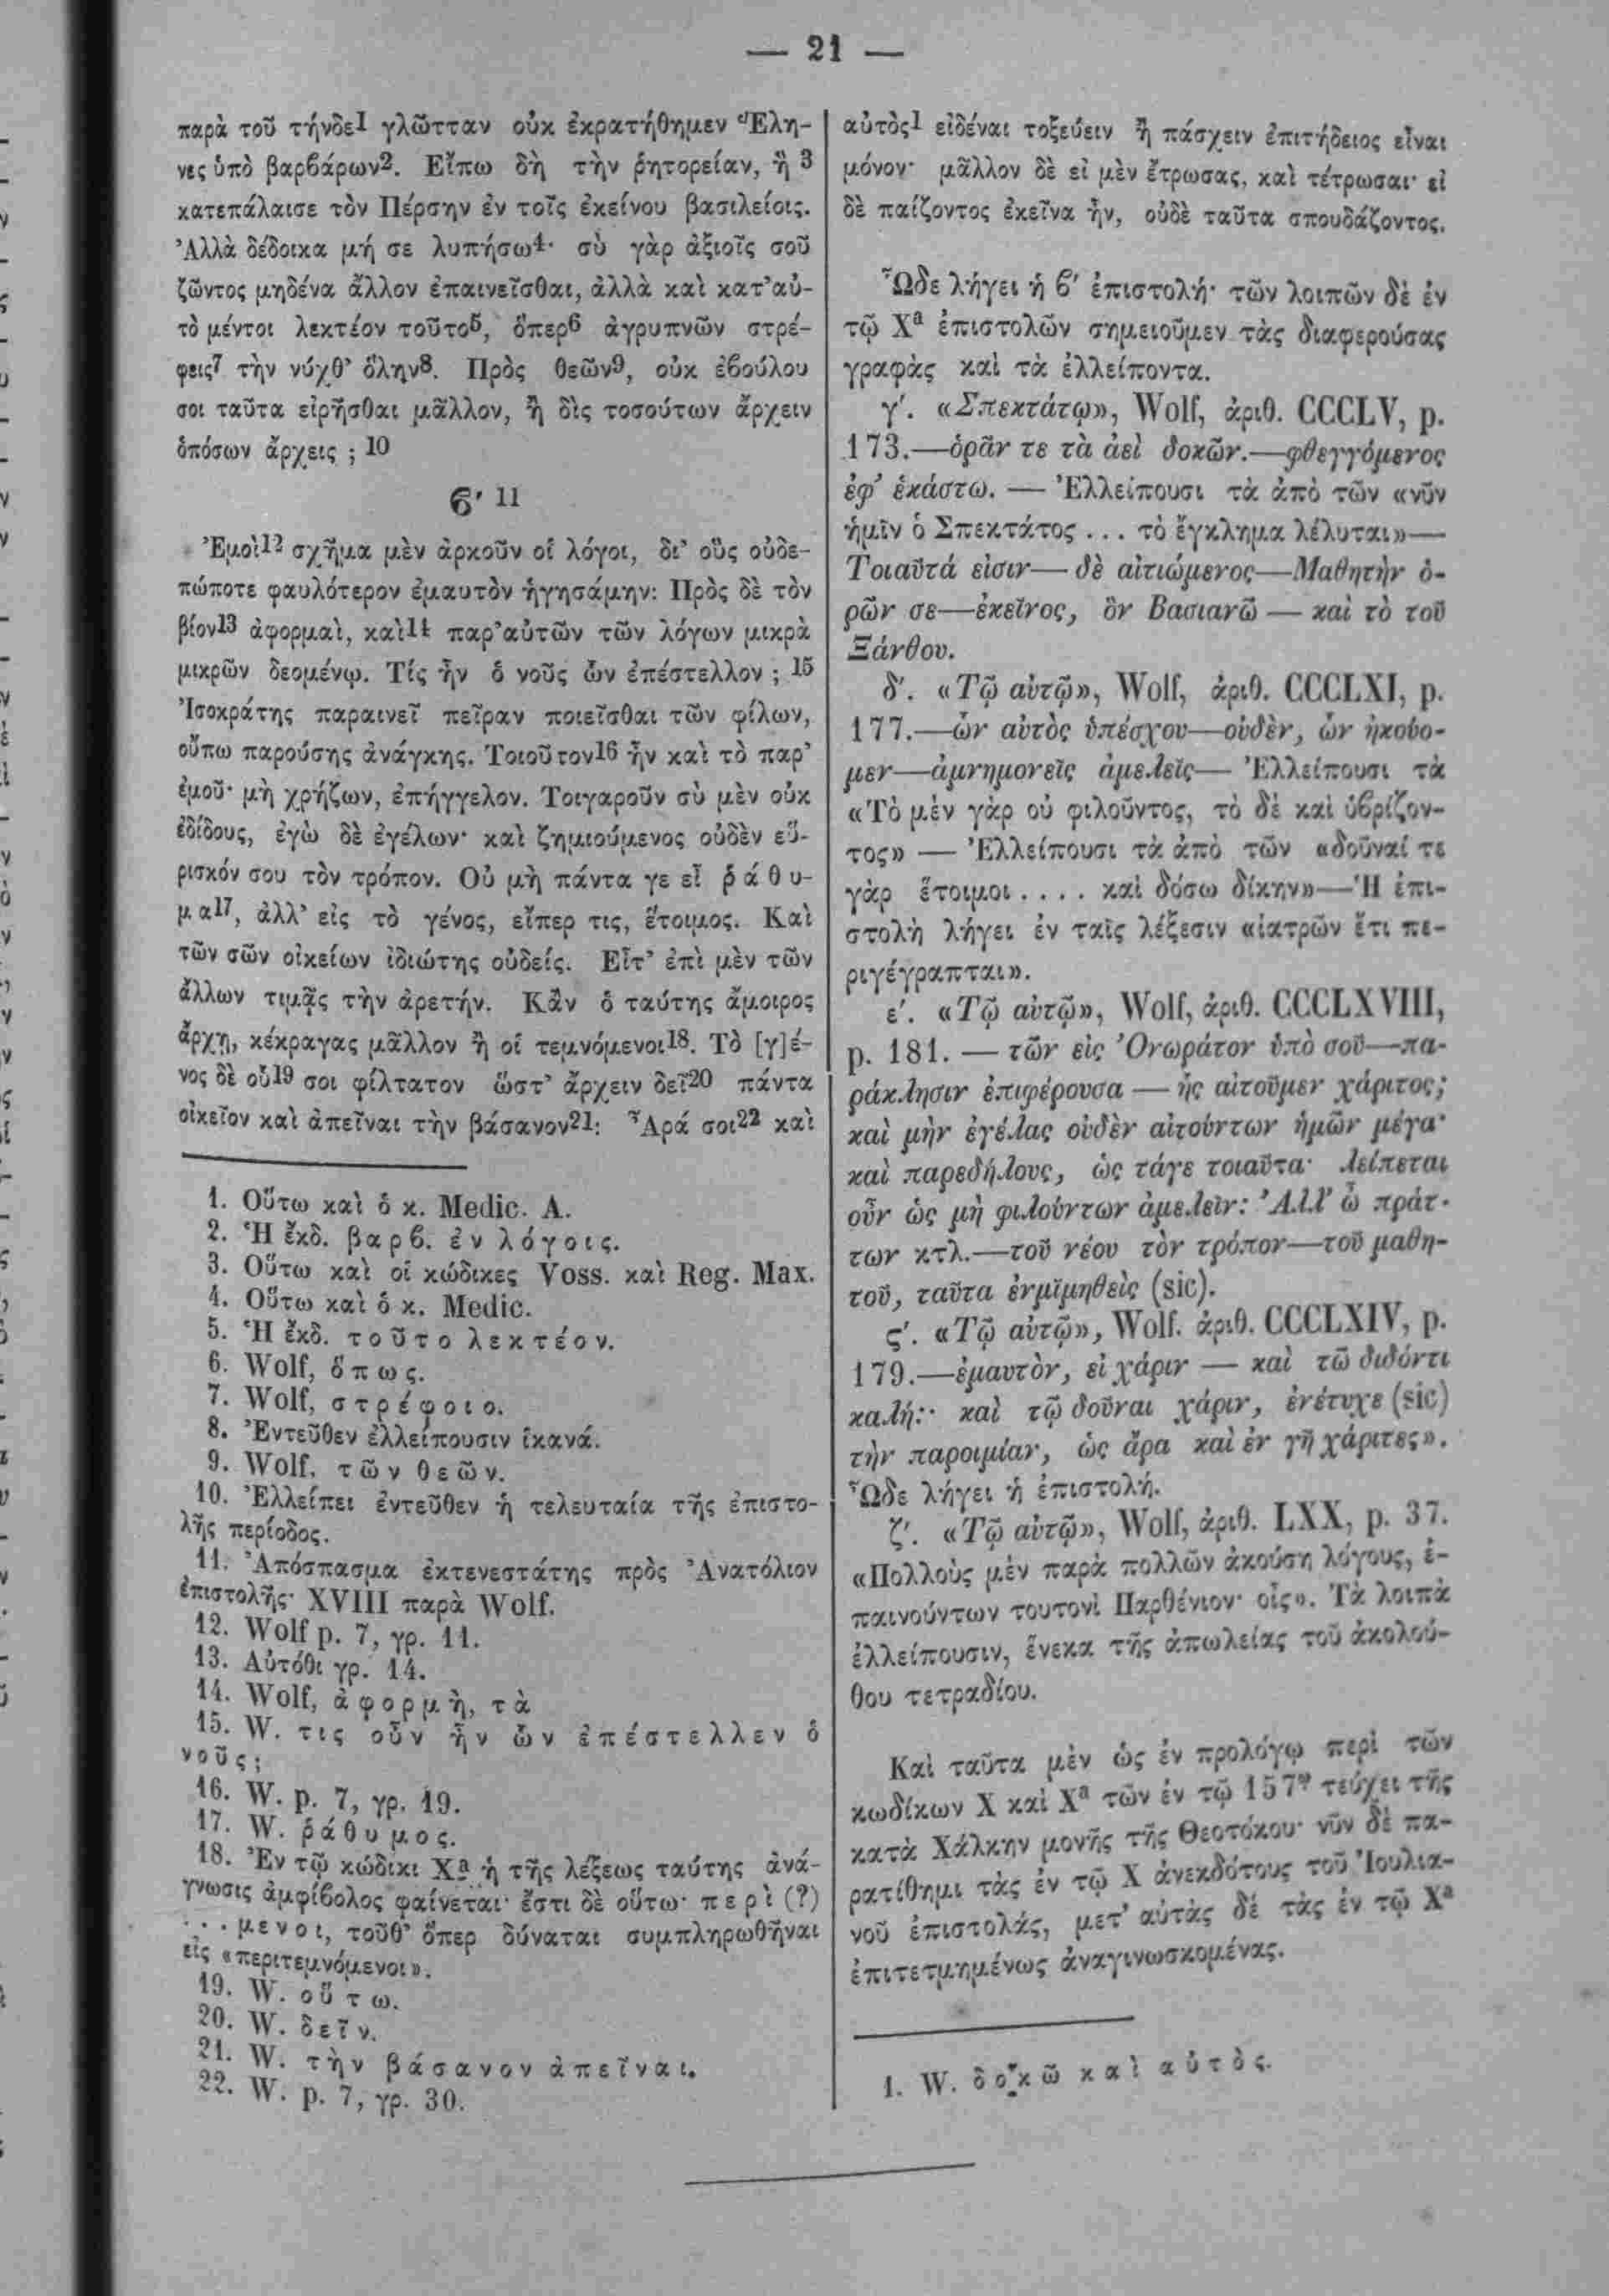 — 21 —
παρὰ τοῦ τήνδε1 γλῶτταν οὐκ ἐκρατήθημεν Ἕλη-
νες ὑπὸ βαρβάρων2. Εἴπω δὴ τὴν ῥητορείαν, ἣ 3
κατεπάλαισε τὸν Πέρσην ἐν τοῖς ἐκείνου βασιλείοις.
Ἀλλὰ δέδοικα μή σε λυπήσω4· σὺ γὰρ ἀξιοῖς σοῦ
ζῶντος μηδένα ἄλλον ἐπαινεῖσθαι, ἀλλὰ καὶ κατ’αὐ-
τὸ μέντοι λεκτέον τοῦτο5, ὅπερ6 ἀγρυπνῶν στρέ-
φεις7 τὴν νύχθ’ ὅλην8. Πρὸς θεῶν9, οὐκ ἐβούλου
σοι ταῦτα εἰρῆσθαι μᾶλλον, ἢ δὶς τοσούτων ἄρχειν
ὁπόσων ἄρχεις ; 10
ϐ′ 11
Ἐμοὶ12 σχῆμα μὲν ἀρκοῦν οἱ λόγοι, δι’ οὓς οὐδε-
πώποτε φαυλότερον ἐμαυτὸν ἡγησάμην: Πρὸς δὲ τὸν
βίον13 ἀφορμαὶ, καὶ14 παρ’αὐτῶν τῶν λόγων μικρὰ
μικρῶν δεομένῳ. Τίς ἦν ὁ νοῦς ὧν ἐπέστελλον ; 15
Ἰσοκράτης παραινεῖ πεῖραν ποιεῖσθαι τῶν φίλων,
οὔπω παρούσης ἀνάγκης. Τοιοῦτον16 ἦν καὶ τὸ παρ’
ἐμοῦ· μὴ χρήζων, ἐπήγγελον. Τοιγαροῦν σὺ μὲν οὐκ
ἐδίδους, ἐγὼ δὲ ἐγέλων· καὶ ζημιούμενος οὐδὲν εὕ-
ρισκόν σου τὸν τρόπον. Οὐ μὴ πάντα γε εἶ ῥάθυ-
μα17, ἀλλ’ εἰς τὸ γένος, εἴπερ τις, ἕτοιμος. Καὶ
τῶν σῶν οἰκείων ἰδιώτης οὐδείς. Εἶτ’ ἐπὶ μὲν τῶν
ἄλλων τιμᾷς τὴν ἀρετήν. Κἂν ὁ ταύτης ἄμοιρος
ἄρχῃ, κέκραγας μᾶλλον ἢ οἱ τεμνόμενοι18. Τὸ [γ]έ-
νος δὲ οὗ19 σοι φίλτατον ὥστ’ ἄρχειν δεῖ20 πάντα
οἰκεῖον καὶ ἀπεῖναι τὴν βάσανον21: Ἆρά σοι22 καὶ
1. Οὕτω καὶ ὁ κ. Medic. A.
2. Ἡ ἔκδ. βαρϐ. ἐν λόγοις.
3. Οὕτω καὶ οἱ κώδικες Voss. καὶ Reg. Max.
4. Οὕτω καὶ ὁ κ. Medic.
5. Ἡ ἔκδ. τοῦτο λεκτέον.
6. Wolf, ὅπως.
7. Wolf, στρέφοιο.
8. Ἐντεῦθεν ἐλλείπουσιν ἱκανά.
9. Wolf. τῶν θεῶν.
10. Ἐλλείπει ἐντεῦθεν ἡ τελευταία τῆς ἐπιστο-
λῆς περίοδος.
11. Ἀπόσπασμα ἐκτενεστάτης πρὸς Ἀνατόλιον
ἐπιστολῆς· XVIII παρὰ Wolf.
12. Wolf p. 7, γρ. 11.
13. Αὐτόθι γρ. 14.
14. Wolf, ἀφορμὴ, τὰ
15. W. τις οὖν ἦν ὧν ἐπέστελλεν ὁ
νοῦς;
16. W. p. 7, γρ. 19.
17. W. ῥάθυμος.
18. Ἐν τῷ κώδικι Xa ἡ τῆς λέξεως ταύτης ἀνά-
γνωσις ἀμφίβολος φαίνεται· ἔστι δὲ οὕτω· περὶ (?)
. . . μενοι, τοῦθ’ ὅπερ δύναται συμπληρωθῆναι
εἰς «περιτεμνόμενοι».
19. W. οὕτω.
20. W. δεῖν.
21. W. τὴν βάσανον ἀπεῖναι.
22. W. p. 7, γρ. 30.
αὐτὸς1 εἰδέναι τοξεύειν ἢ πάσχειν ἐπιτήδειος εἶναι
μόνον· μᾶλλον δὲ εἰ μὲν ἔτρωσας, καὶ τέτρωσαι· εἰ
δὲ παίζοντος ἐκεῖνα ἦν, οὐδὲ ταῦτα σπουδάζοντος.
Ὧδε λήγει ἡ ϐ′ ἐπιστολή· τῶν λοιπῶν δὲ ἐν
τῷ Xa ἐπιστολῶν σημειοῦμεν τὰς διαφερούσας
γραφὰς καὶ τὰ ἐλλείποντα.
γ′. «Σπεκτάτῳ», Wolf, ἀριθ. CCCLV, p.
173.—ὁρᾶν τε τὰ ἀεὶ δοκῶν.—φθεγγόμενος
ἐφ’ ἑκάστω. — Ἐλλείπουσι τὰ ἀπὸ τῶν «νῦν
ἡμῖν ὁ Σπεκτάτος ... τὸ ἔγκλημα λέλυται»—
Τοιαῦτά εἰσιν—δὲ αἰτιώμενος—Μαθητὴν ὁ-
ρῶν σε—ἐκεῖνος, ὃν Βασιανῶ — καὶ τὸ τοῦ
Ξάνθου.
δ′. «Τῷ αὐτῷ», Wolf, ἀριθ. CCCLXI, p.
177.—ὧν αὐτὸς ὑπέσχου—οὐδὲν, ὧν ἠκούο-
μεν—ἀμνημονεῖς ἀμελεῖς— Ἐλλείπουσι τὰ
«Τὸ μὲν γὰρ οὐ φιλοῦντος, τὸ δὲ καὶ ὑβρίζον-
τος» — Ἐλλείπουσι τὰ ἀπὸ τῶν «δοῦναί τε
γὰρ ἕτοιμοι . . . . καὶ δόσω δίκην»—Ἡ ἐπι-
στολὴ λήγει ἐν ταῖς λέξεσιν «ἰατρῶν ἔτι πε-
ριγέγραπται».
ε′. «Τῷ αὐτῷ», Wolf, ἀριθ. CCCLXVIII,
p. 181. — τῶν εἰς Ὀνωράτον ὑπὸ σοῦ—πα-
ράκλησιν ἐπιφέρουσα — ἧς αἰτοῦμεν χάριτος;
καὶ μὴν ἐγέλας οὐδὲν αἰτούντων ἡμῶν μέγα·
καὶ παρεδήλους, ὡς τάγε τοιαῦτα· λείπεται
οὖν ὡς μὴ φιλούντων ἀμελεῖν: Ἀλλ’ ὦ πράτ-
των κτλ.—τοῦ νέου τὸν τρόπον—τοῦ μαθη-
τοῦ, ταῦτα ἐνμϊμηθεὶς (sic).
ς′. «Τῷ αὐτῷ», Wolf. ἀριθ. CCCLXIV, p.
179.—ἐμαυτὸν, εἰ χάριν — καὶ τῶ διδόντι
καλή:· καὶ τῷ δοῦναι χάριν, ἐνέτυχε (sic)
τὴν παροιμίαν, ὡς ἄρα καὶ ἐν γῆ χάριτες».
Ὧδε λήγει ἡ ἐπιστολή.
ζ′. «Τῷ αὐτῷ», Wolf, ἀριθ. LXX, p. 37.
«Πολλοὺς μὲν παρὰ πολλῶν ἀκούση λόγους, ἐ-
παινούντων τουτονὶ Παρθένιον· οἷς». Τὰ λοιπὰ
ἐλλείπουσιν, ἕνεκα τῆς ἀπωλείας τοῦ ἀκολού-
θου τετραδίου.
Καὶ ταῦτα μὲν ὡς ἐν προλόγῳ περὶ τῶν
κωδίκων X καὶ Xa τῶν ἐν τῷ 157ῳ τεύχει τῆς
κατὰ Χάλκην μονῆς τῆς Θεοτόκου· νῦν δὲ πα-
ρατίθημι τὰς ἐν τῷ X ἀνεκδότους τοῦ Ἰουλια-
νοῦ ἐπιστολάς, μετ’ αὐτὰς δέ τὰς ἐν τῷ Xa
ἐπιτετμημένως ἀναγινωσκομένας.
1. W. δοκῶ καὶ αὐτὸς.